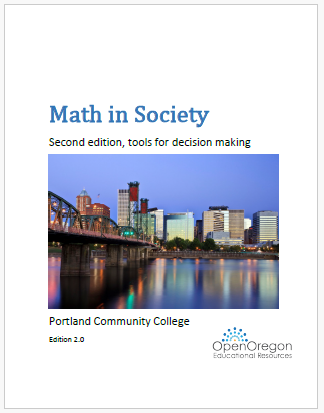 Math in Society
Second edition, tools for decision making
Portland Community College
Edition 2.0
OpenOregon
Educational Resources